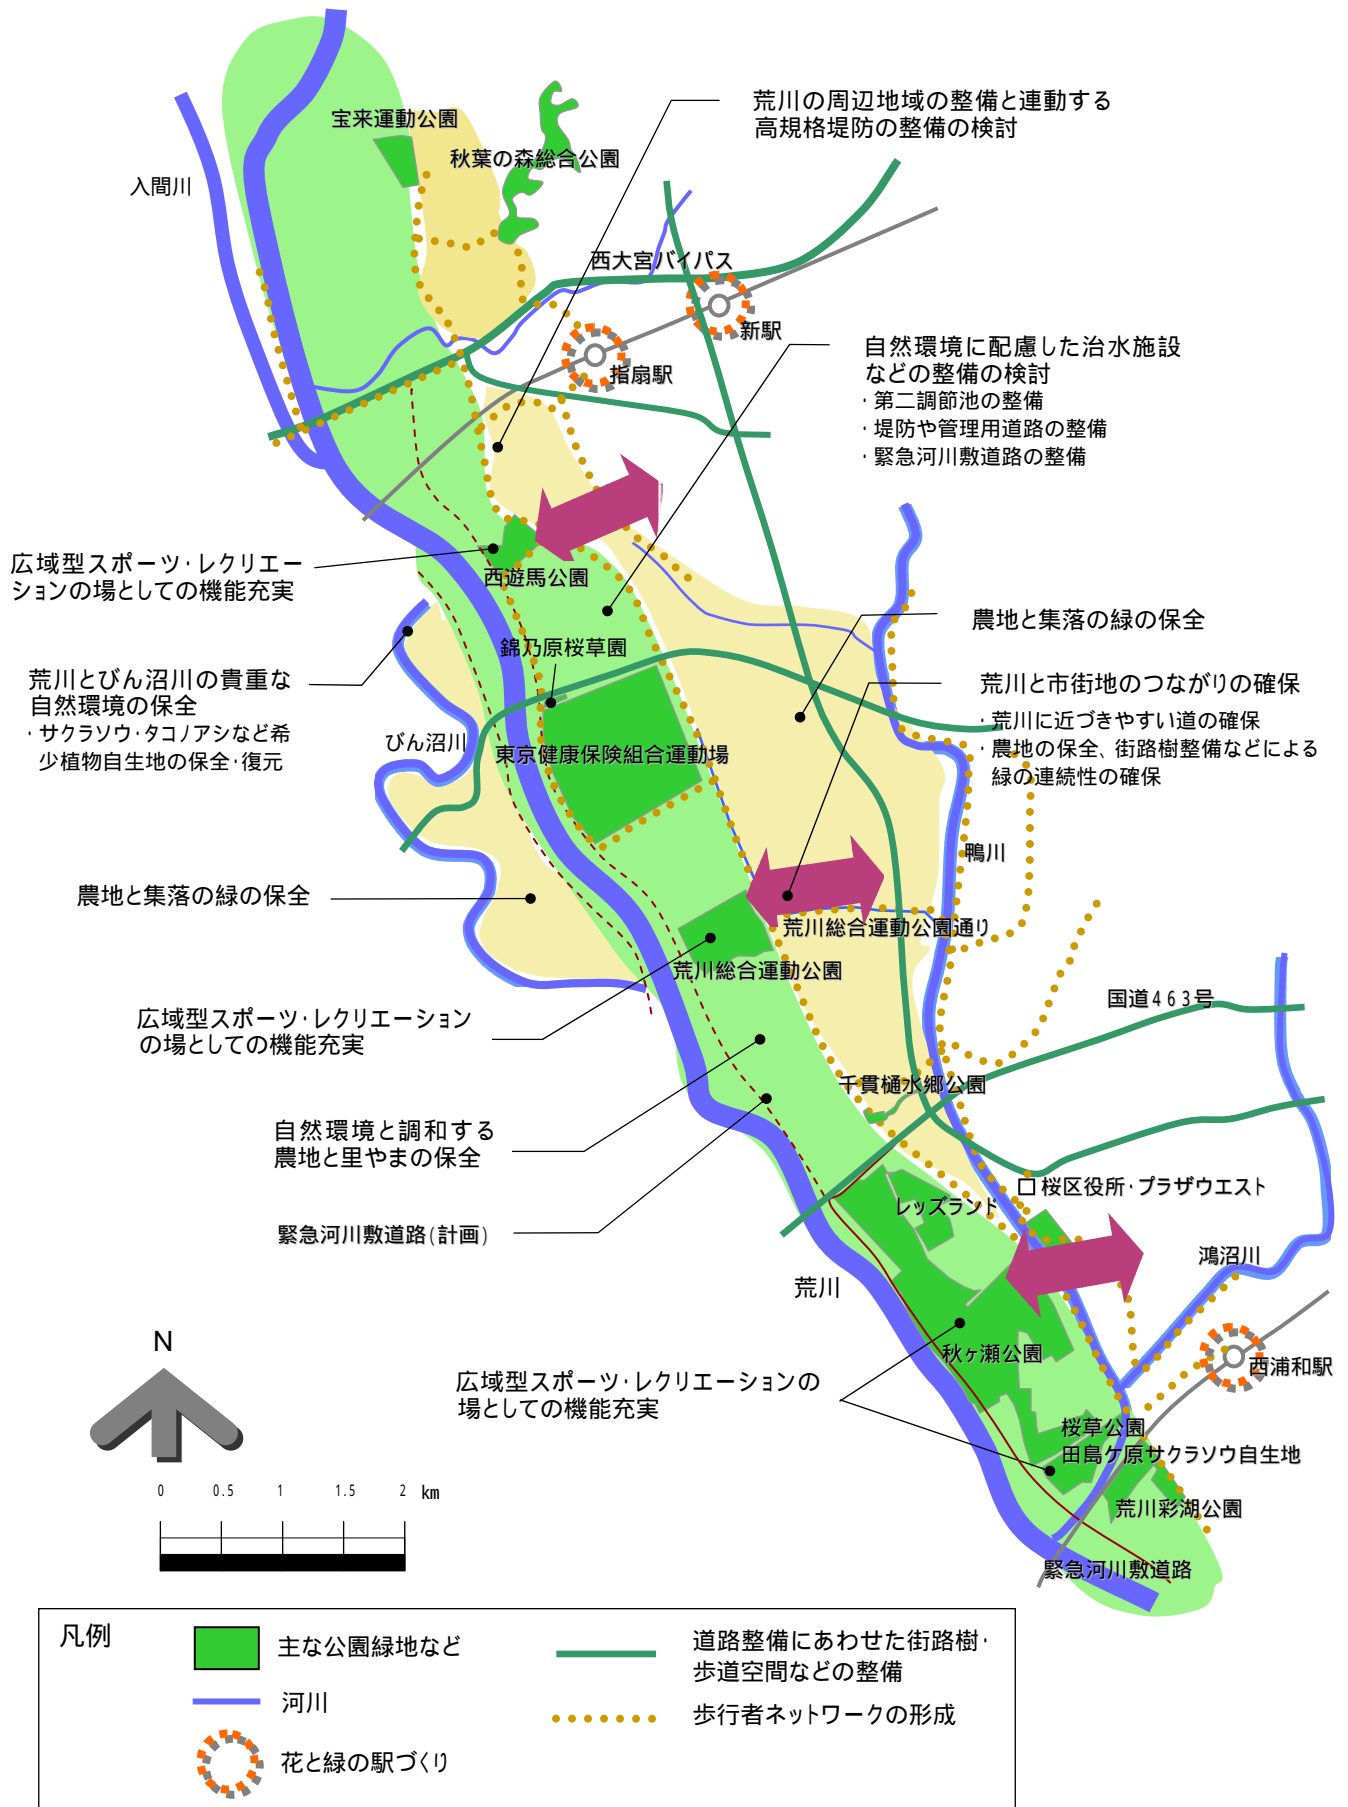 宝来運動公園
秋葉の森総合公園
荒川の周辺地域の整備と連動する
高規格堤防の整備の検討
入間川
西大宮バイパス
新駅
指扇駅
自然環境に配慮した治水施設
などの整備の検討
・第二調節池の整備
・堤防や管理用道路の整備
・緊急河川敷道路の整備
広域型スポーツ・レクリエー
ションの場としての機能充実
西遊馬公園
農地と集落の緑の保全
錦乃原桜草園
荒川とびん沼川の貴重な
自然環境の保全
・サクラソウ・タコノアシなど希
少植物自生地の保全・復元
荒川と市街地のつながりの確保
・荒川に近づきやすい道の確保
・農地の保全、街路樹整備などによる
緑の連続性の確保
びん沼川
東京健康保険組合運動場
鴨川
農地と集落の緑の保全
荒川総合運動公園通り
荒川総合運動公園
国道463号
広域型スポーツ・レクリエーション
の場としての機能充実
千貫樋水郷公園
自然環境と調和する
農地と里やまの保全
桜区役所・プラザウエスト
レッズランド
緊急河川敷道路(計画)
鴻沼川
荒川
N
秋ヶ瀬公園
西浦和駅
広域型スポーツ・レクリエーションの
場としての機能充実
桜草公園
田島ケ原サクラソウ自生地
0 0.5 1 1.5 2 km
荒川彩湖公園
緊急河川敷道路
凡例
主な公園緑地など
河川
花と緑の駅づくり
道路整備にあわせた街路樹・
歩道空間などの整備
歩行者ネットワークの形成